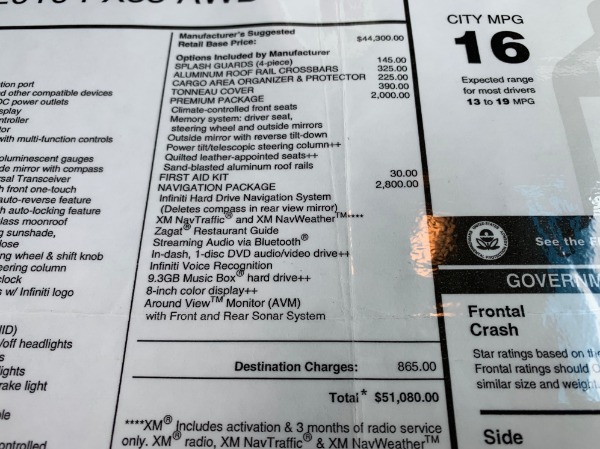 FX35 AWD
tion port
d other compatible devices
DC power outlets
splay
ntroller
tor
with multi-function controls
oluminescent gauges
de mirror with compass
rsal Transceiver
h front one-touch
auto-reverse feature
h auto-locking feature
lass moonroof
g sunshade,
lose
ng wheel & shift knob
eering column
clock
s w/ Infiniti logo
HID)
/off headlights
s
ights
rake light
ble
ntrolled
Manufacturer's Suggested
Retail Base Price: $44,300.00
Options Included by Manufacturer
SPLASH GUARDS (4-piece) 145.00
ALUMINUM ROOF RAIL CROSSBARS 325.00
CARGO AREA ORGANIZER & PROTECTOR 225.00
TONNEAU COVER 390.00
PREMIUM PACKAGE 2,000.00
Climate-controlled front seats
Memory system: driver seat,
steering wheel and outside mirrors
Outside mirror with reverse tilt-down
Power tilt/telescopic steering column++
Quilted leather-appointed seats++
Sand-blasted aluminum roof rails
FIRST AID KIT 30.00
NAVIGATION PACKAGE 2,800.00
Infiniti Hard Drive Navigation System
(Deletes compass in rear view mirror)
XM NavTraffic® and XM NavWeather™****
Zagat® Restaurant Guide
Streaming Audio via Bluetooth®
In-dash, 1-disc DVD audio/video drive++
Infiniti Voice Recognition
9.3GB Music Box® hard drive++
8-inch color display++
Around View™ Monitor (AVM)
with Front and Rear Sonar System
Destination Charges: 865.00
Total* $51,080.00
****XM® Includes activation & 3 months of radio service
only. XM® radio, XM NavTraffic® & XM NavWeather™
CITY MPG
16
Expected range
for most drivers
13 to 19 MPG
See the
GOVERNM
Frontal
Crash
Star ratings based on the
Frontal ratings should
similar size and weight.
Side